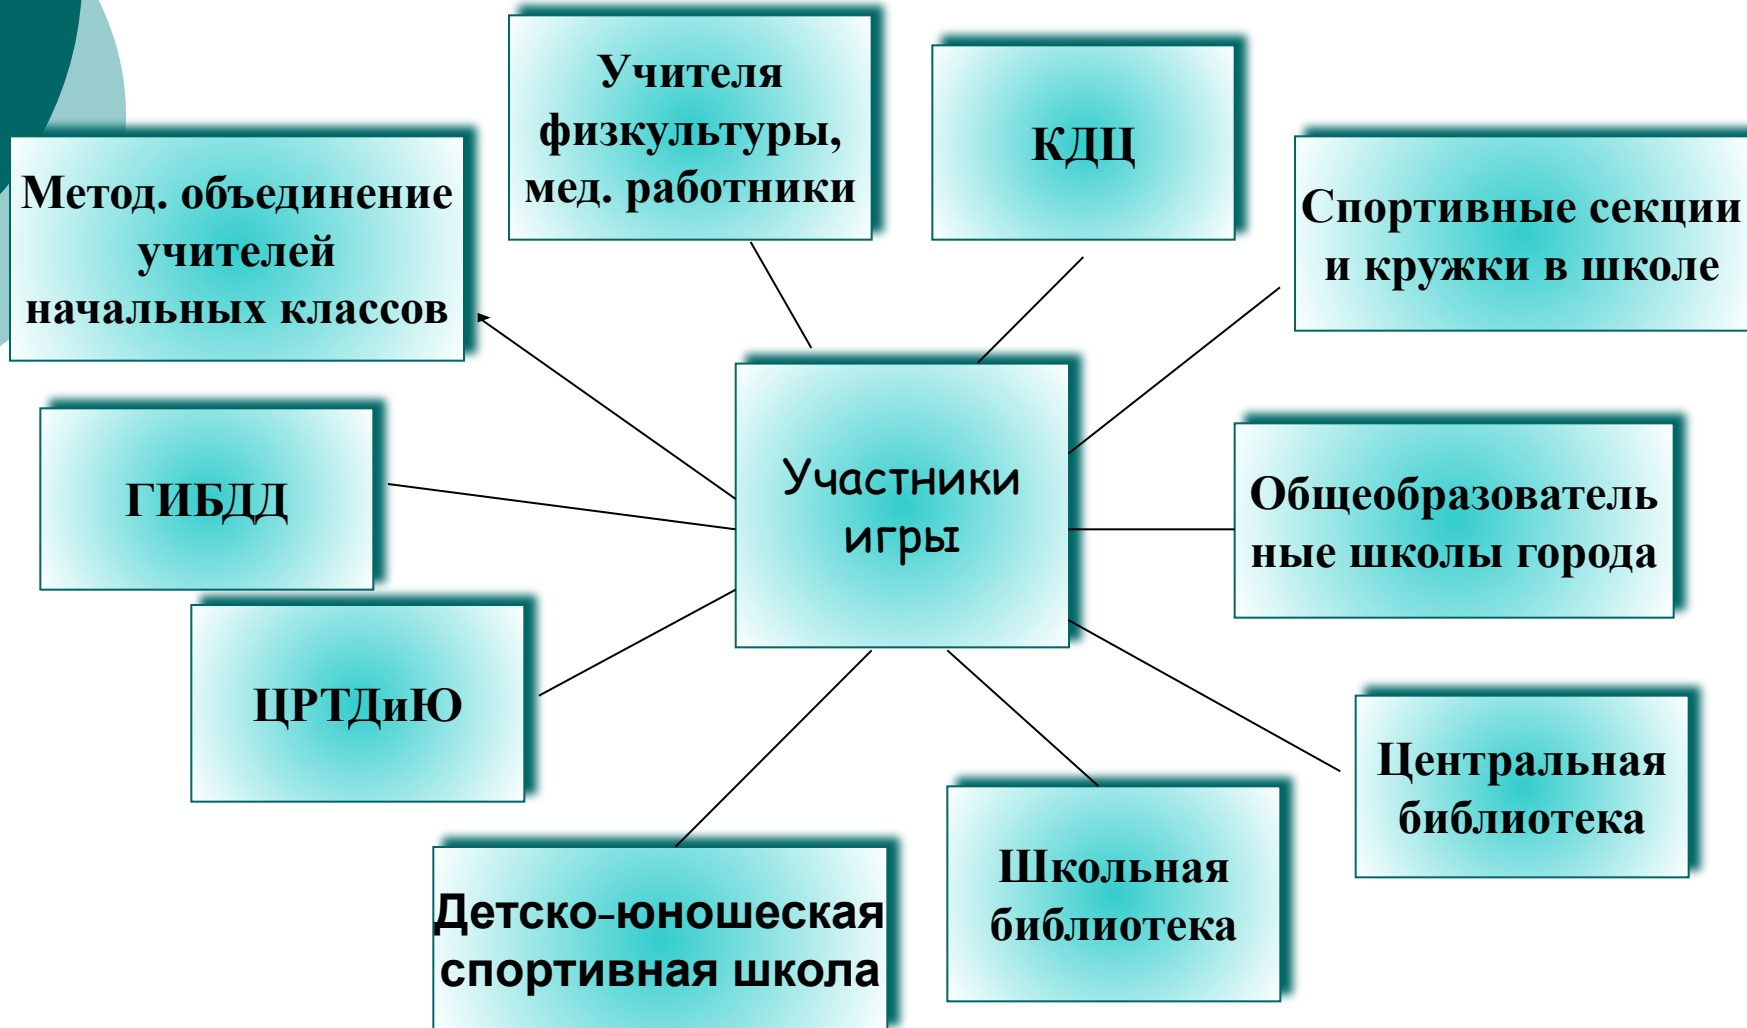 Учителя
физкультуры,
мед. работники
КДЦ
Метод. объединение
учителей
начальных классов
Спортивные секции
и кружки в школе
ГИБДД
Участники
игры
Общеобразователь
ные школы города
ЦРТДиЮ
Центральная
библиотека
Школьная
библиотека
Детско-юношеская
спортивная школа